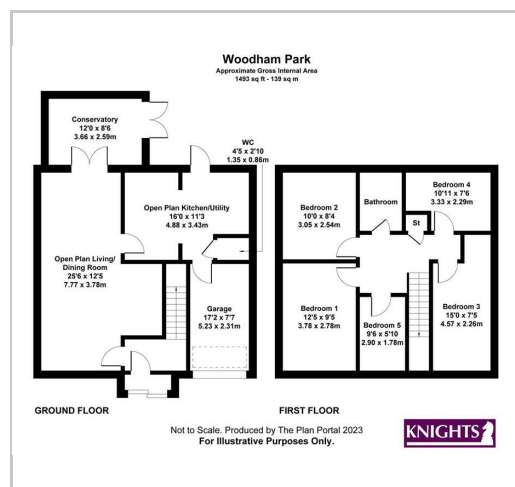 Woodham Park
Approximate Gross Internal Area
1493 sq ft - 139 sq m
Conservatory
12'0 x 8'6
3.66 x 2.59m
WC
4'5 x 2'10
1.35 x 0.86m
Open Plan Kitchen/Utility
16'0 x 11'3
4.88 x 3.43m
Open Plan Living/
Dining Room
25'6 x 12'5
7.77 x 3.78m
Garage
17'2 x 7'7
5.23 x 2.31m
Bedroom 2
10'0 x 8'4
3.05 x 2.54m
Bathroom
Bedroom 4
10'11 x 7'6
3.33 x 2.29m
St
Bedroom 1
12'5 x 9'5
3.78 x 2.78m
Bedroom 5
9'6 x 5'10
2.90 x 1.78m
Bedroom 3
15'0 x 7'5
4.57 x 2.26m
GROUND FLOOR
FIRST FLOOR
Not to Scale. Produced by The Plan Portal 2023
For Illustrative Purposes Only.
KNIGHTS